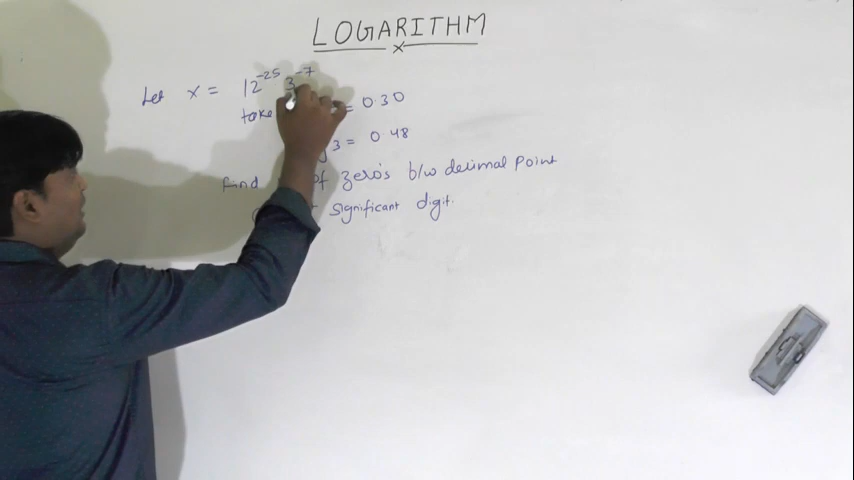 LOGARITHM
x
Let x = 12^-25 3^-7
take = 0.30
3 = 0.48
Find of zero's b/w decimal point
significant digit.